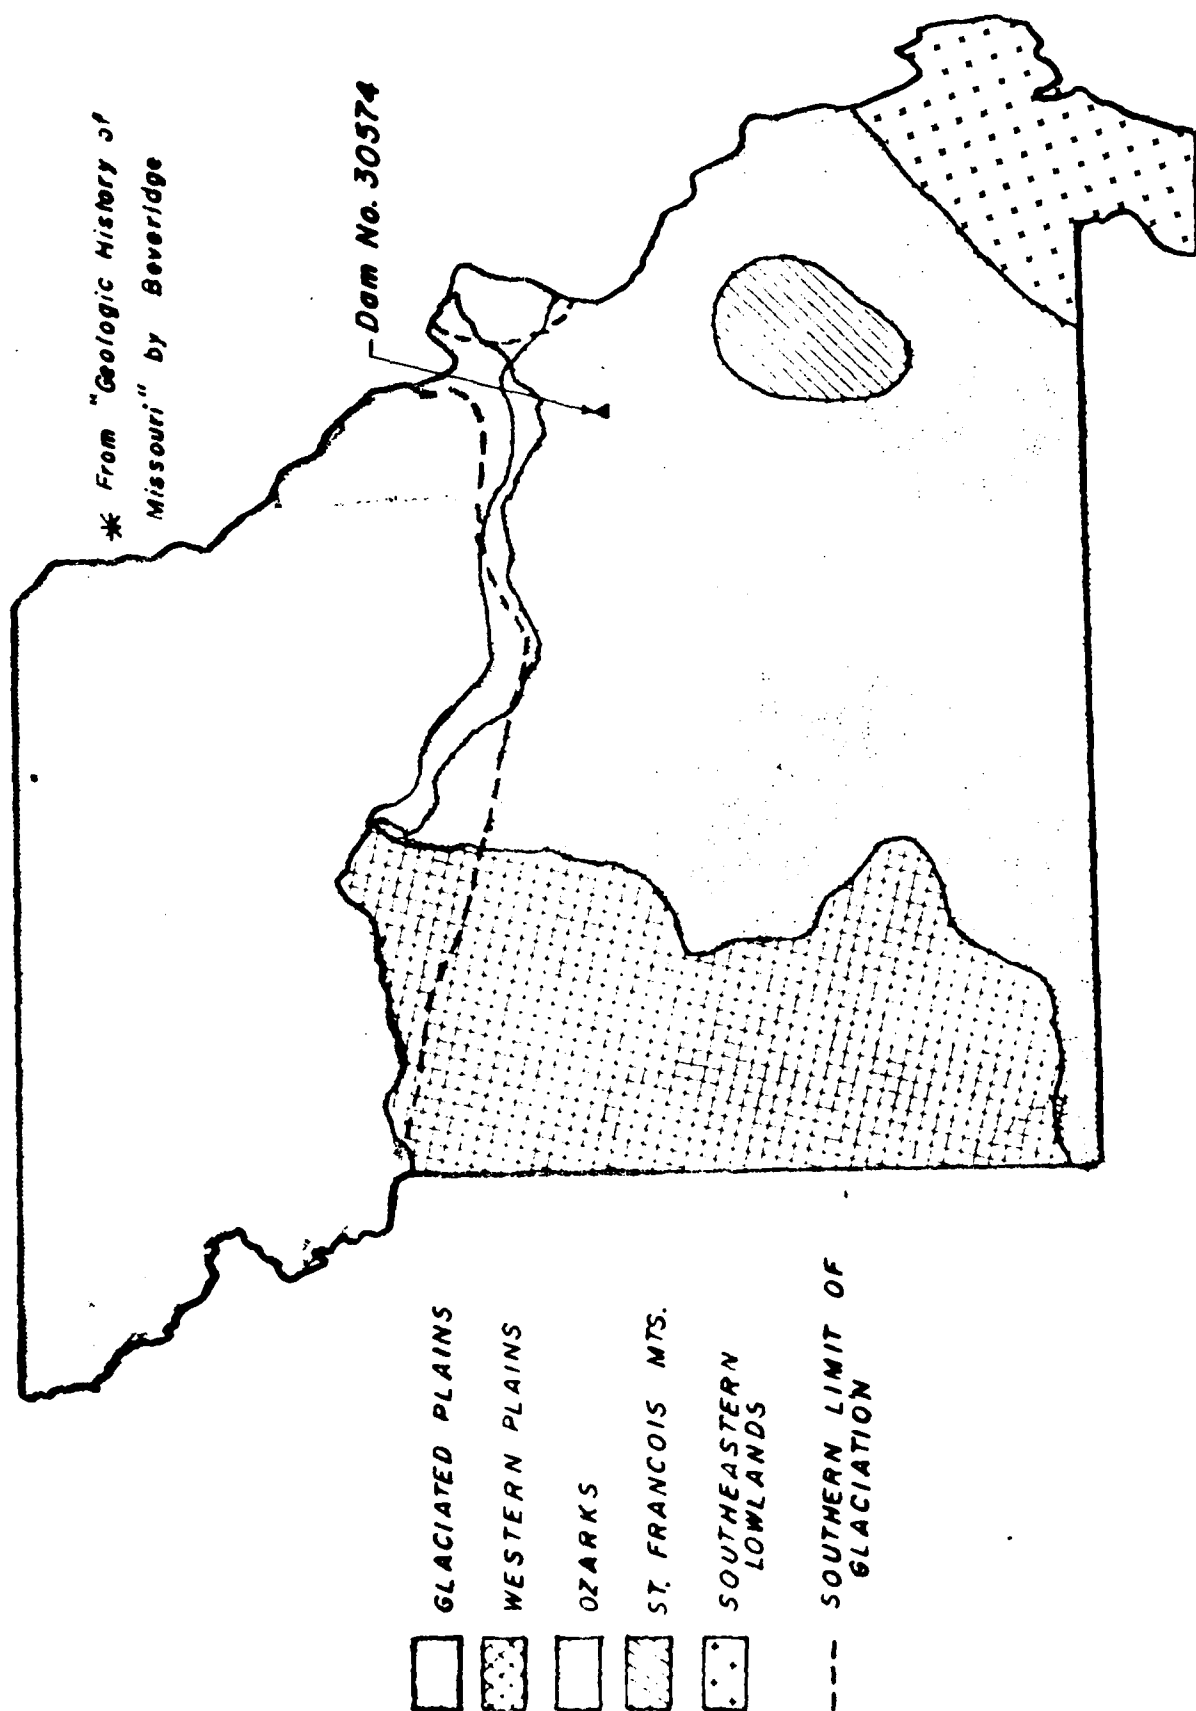 * From "Geologic History of
Missouri" by Beveridge
Dam No. 30574
GLACIATED PLAINS
WESTERN PLAINS
OZARKS
ST. FRANCOIS MTS.
SOUTHEASTERN
LOWLANDS
SOUTHERN LIMIT OF
GLACIATION